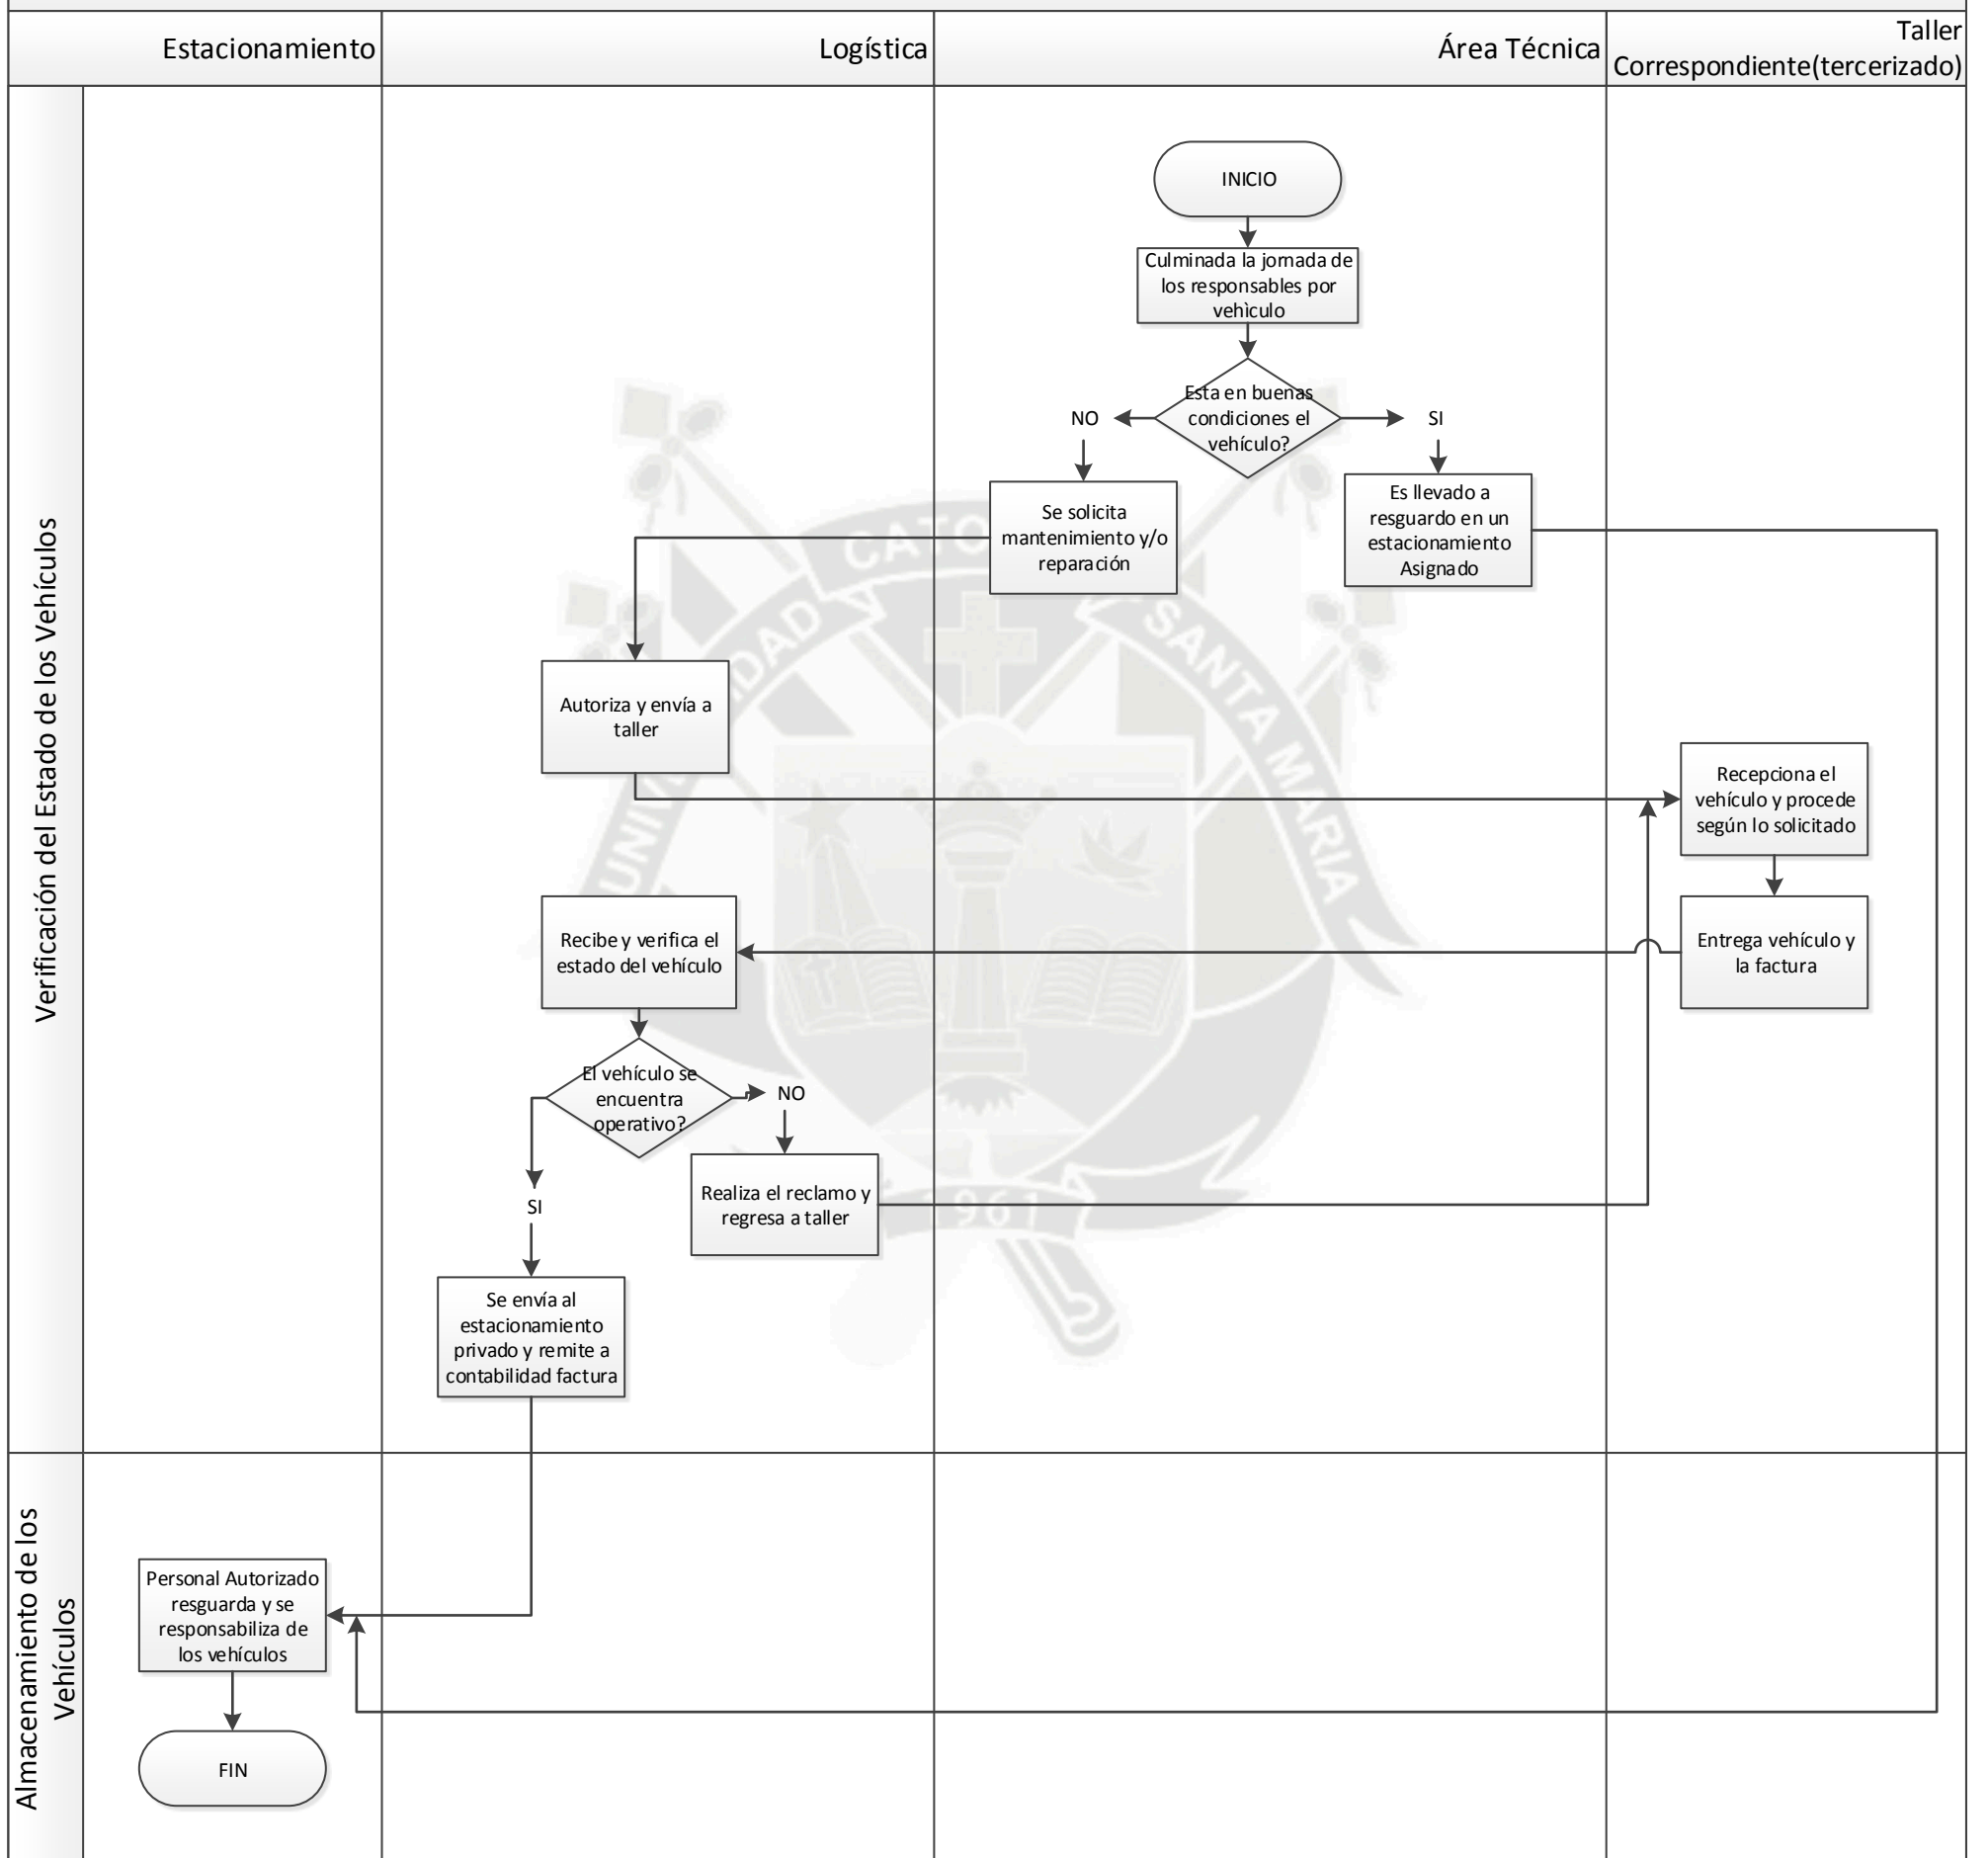 Estacionamiento
Logística
Área Técnica
Taller
Correspondiente(tercerizado)
Verificación del Estado de los Vehículos
INICIO
Culminada la jornada de
los responsables por
vehìculo
Esta en buenas
condiciones el
vehículo?
NO
SI
Se solicita
mantenimiento y/o
reparación
Es llevado a
resguardo en un
estacionamiento
Asignado
Autoriza y envía a
taller
Recepciona el
vehículo y procede
según lo solicitado
Recibe y verifica el
estado del vehículo
Entrega vehículo y
la factura
El vehículo se
encuentra
operativo?
NO
SI
Realiza el reclamo y
regresa a taller
Se envía al
estacionamiento
privado y remite a
contabilidad factura
Almacenamiento de los
Vehículos
Personal Autorizado
resguarda y se
responsabiliza de
los vehículos
FIN
SANTA MARIA
1961